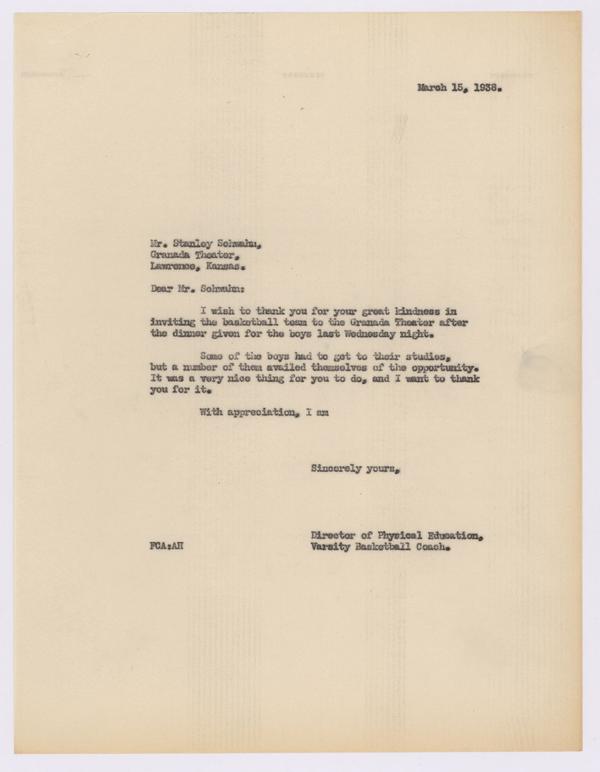 March 15, 1938.
Mr. Stanley Schwahn,
Granada Theater,
Lawrence, Kansas.
Dear Mr. Schwahn:
I wish to thank you for your great kindness in
inviting the basketball team to the Granada Theater after
the dinner given for the boys last Wednesday night.
Some of the boys had to get to their studies,
but a number of them availed themselves of the opportunity.
It was a very nice thing for you to do, and I want to thank
you for it.
With appreciation, I am
Sincerely yours,
Director of Physical Education,
FCA:AH Varsity Basketball Coach.